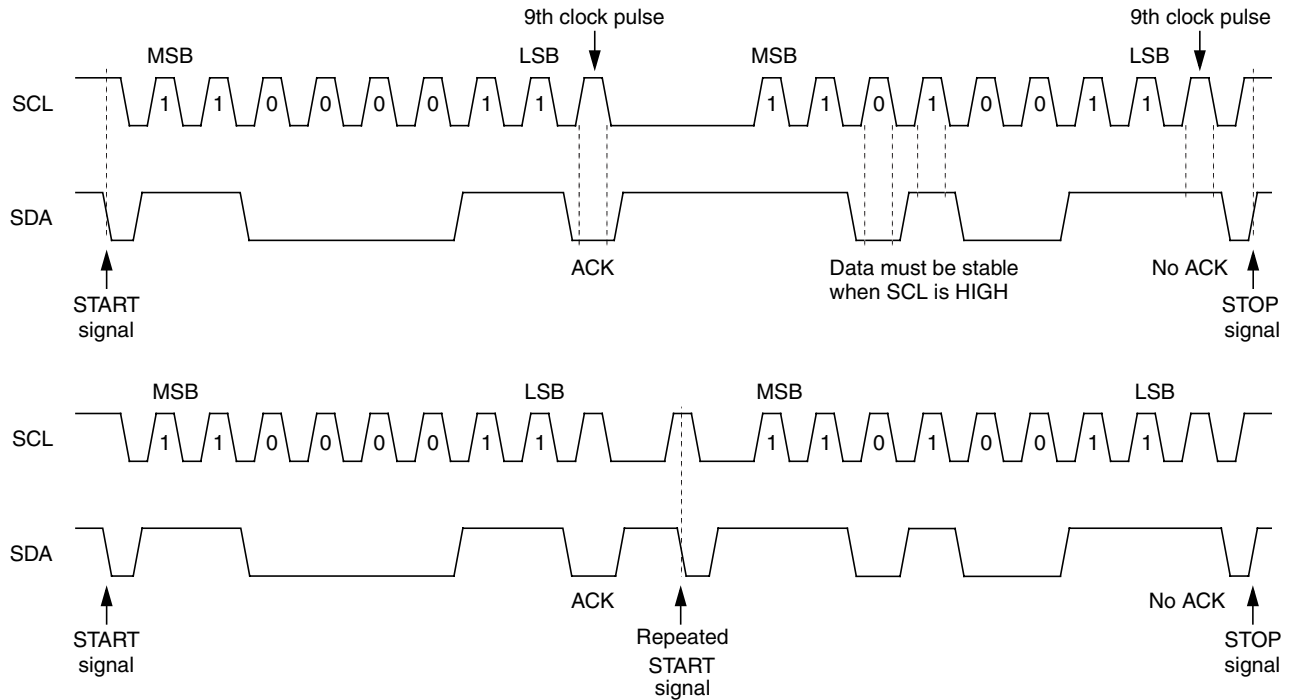 9th clock pulse 9th clock pulse
MSB LSB MSB LSB
SCL 1 1 0 0 0 0 1 1 1 1 0 1 0 0 1 1
SDA
ACK Data must be stable No ACK
when SCL is HIGH
START STOP
signal signal
MSB LSB MSB LSB
SCL 1 1 0 0 0 0 1 1 1 1 0 1 0 0 1 1
SDA
ACK No ACK
START Repeated STOP
signal START signal
signal